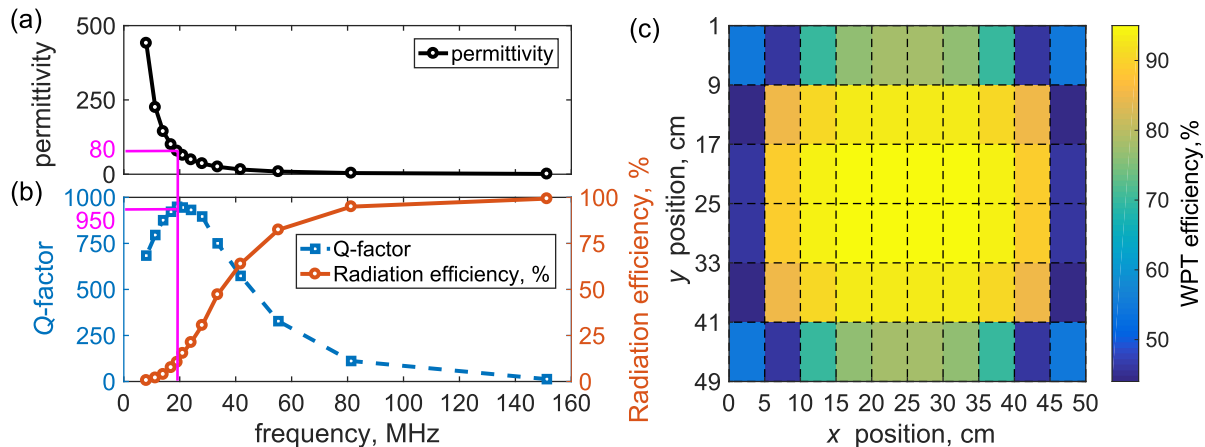 (a)
500
250
80
0
permittivity
permittivity
(b)
1000
950
750
500
250
0
Q-factor
Q-factor
Radiation efficiency, %
100
75
50
25
0
Radiation efficiency, %
0 20 40 60 80 100 120 140 160
frequency, MHz
(c)
1
9
17
25
33
41
49
y position, cm
0 5 10 15 20 25 30 35 40 45 50
x position, cm
90
80
70
60
50
WPT efficiency,%